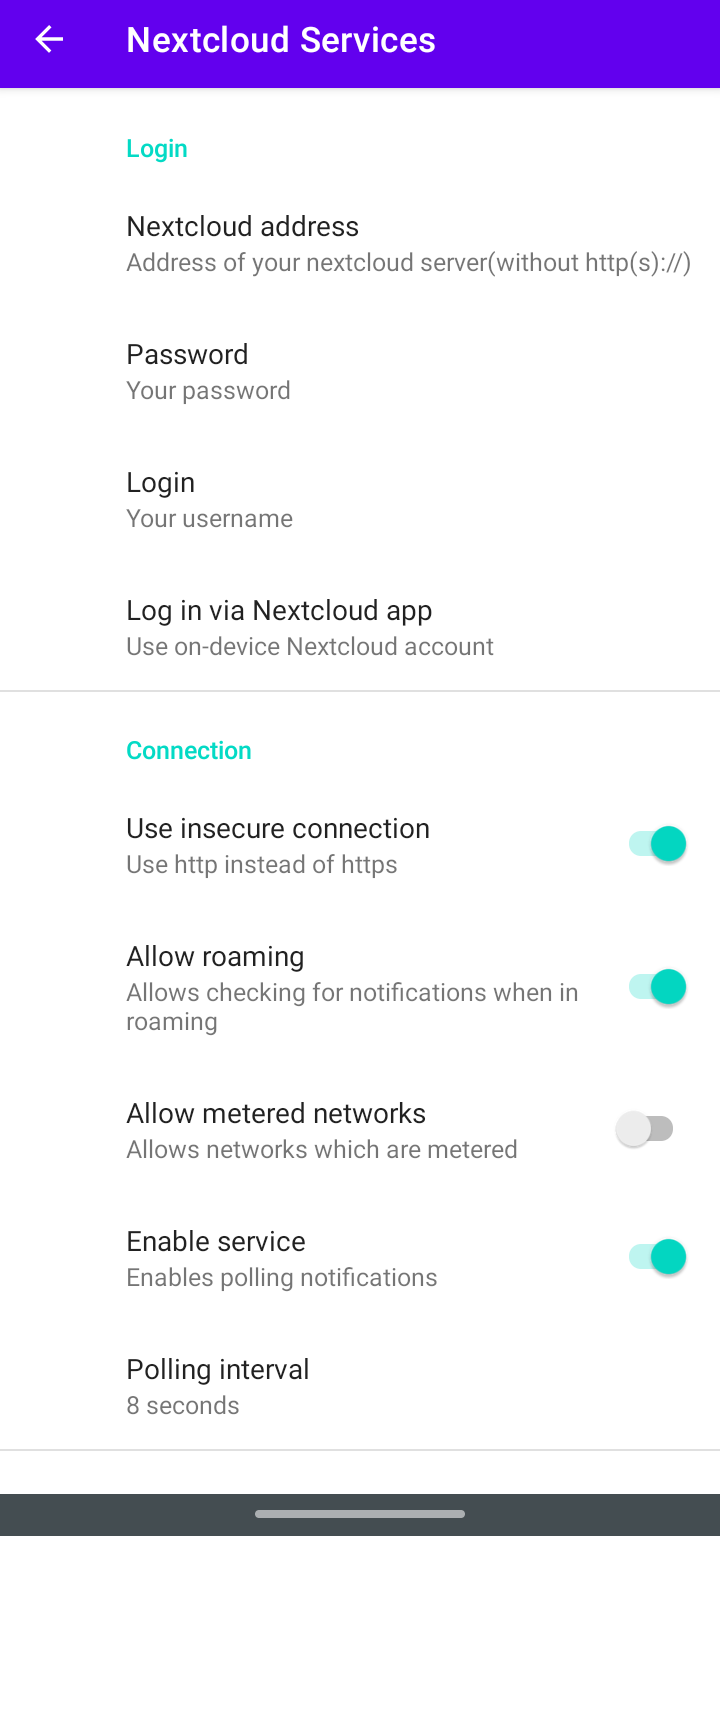 Nextcloud Services
Login
Nextcloud address
Address of your nextcloud server(without http(s)://)
Password
Your password
Login
Your username
Log in via Nextcloud app
Use on-device Nextcloud account
Connection
Use insecure connection
Use http instead of https
Allow roaming
Allows checking for notifications when in
roaming
Allow metered networks
Allows networks which are metered
Enable service
Enables polling notifications
Polling interval
8 seconds